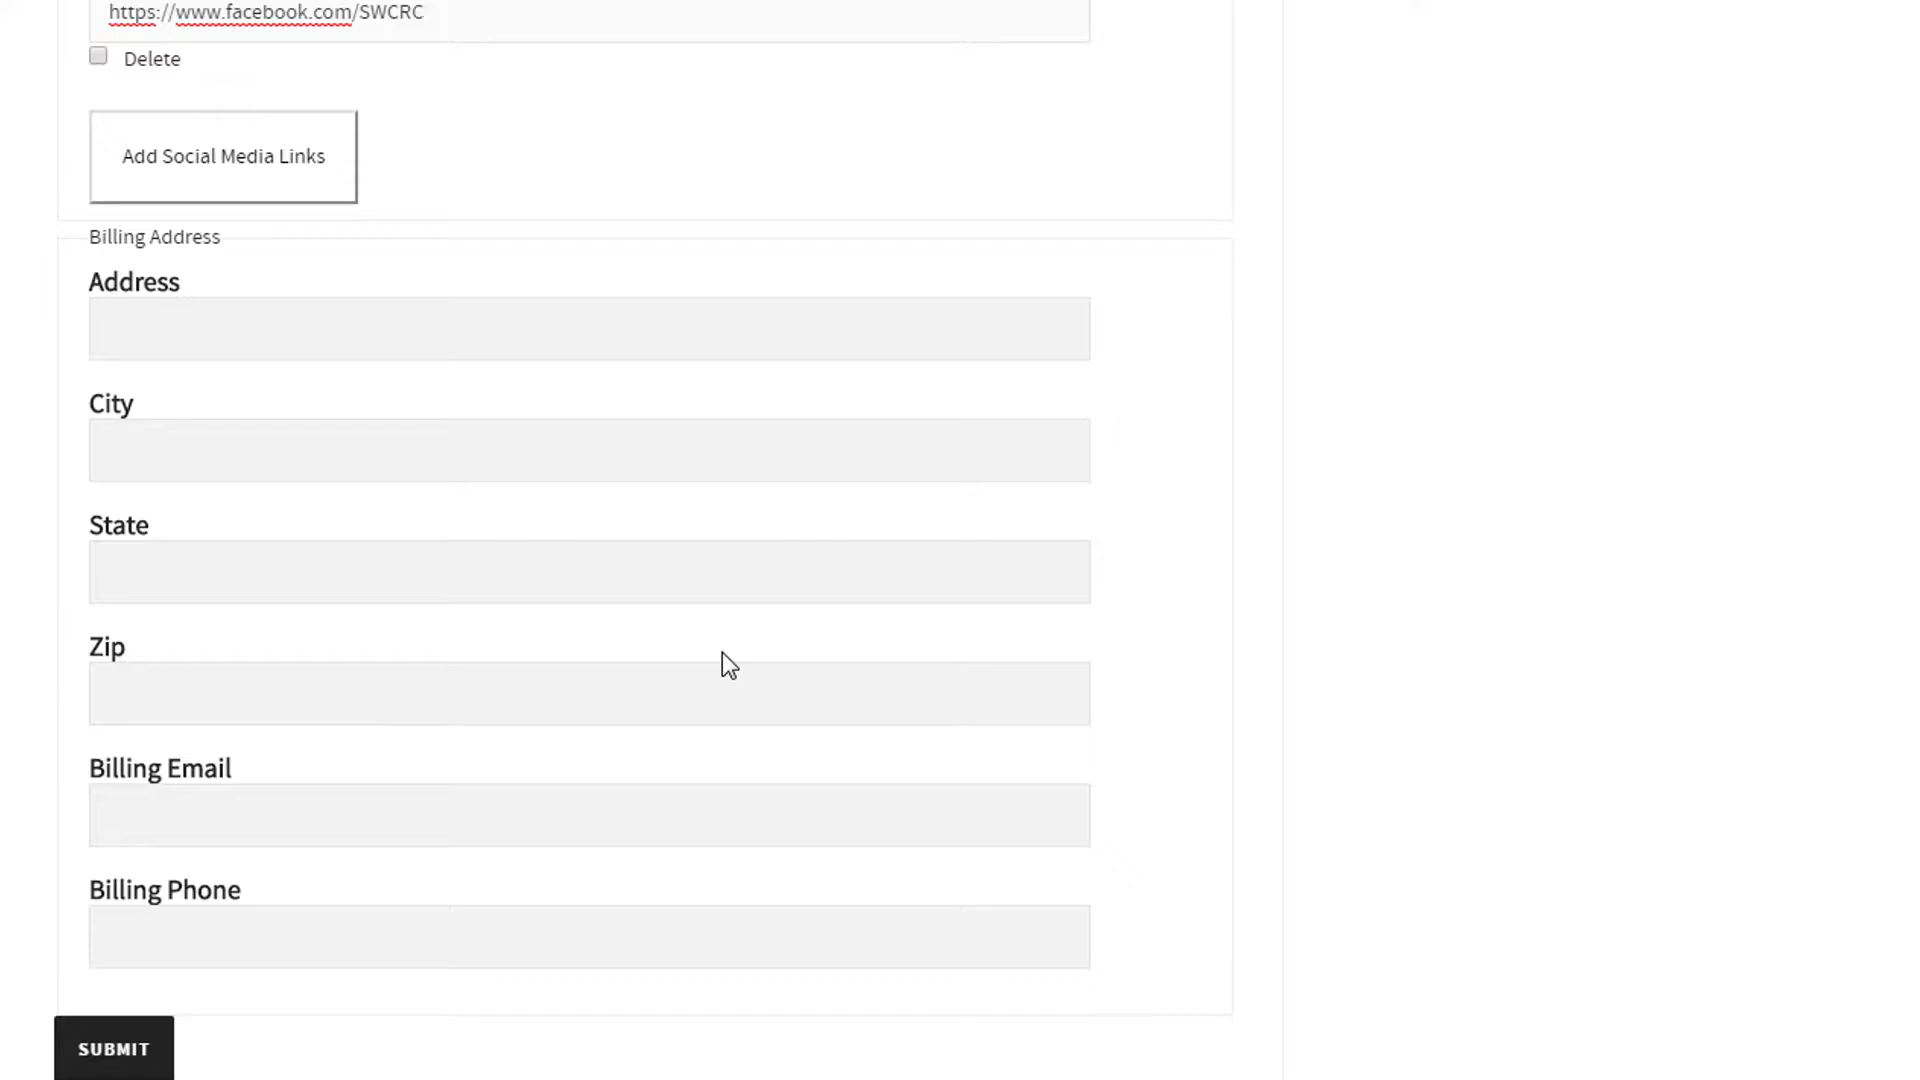 https://www.facebook.com/SWCRC
Delete
Add Social Media Links
Billing Address
Address
City
State
Zip
Billing Email
Billing Phone
SUBMIT